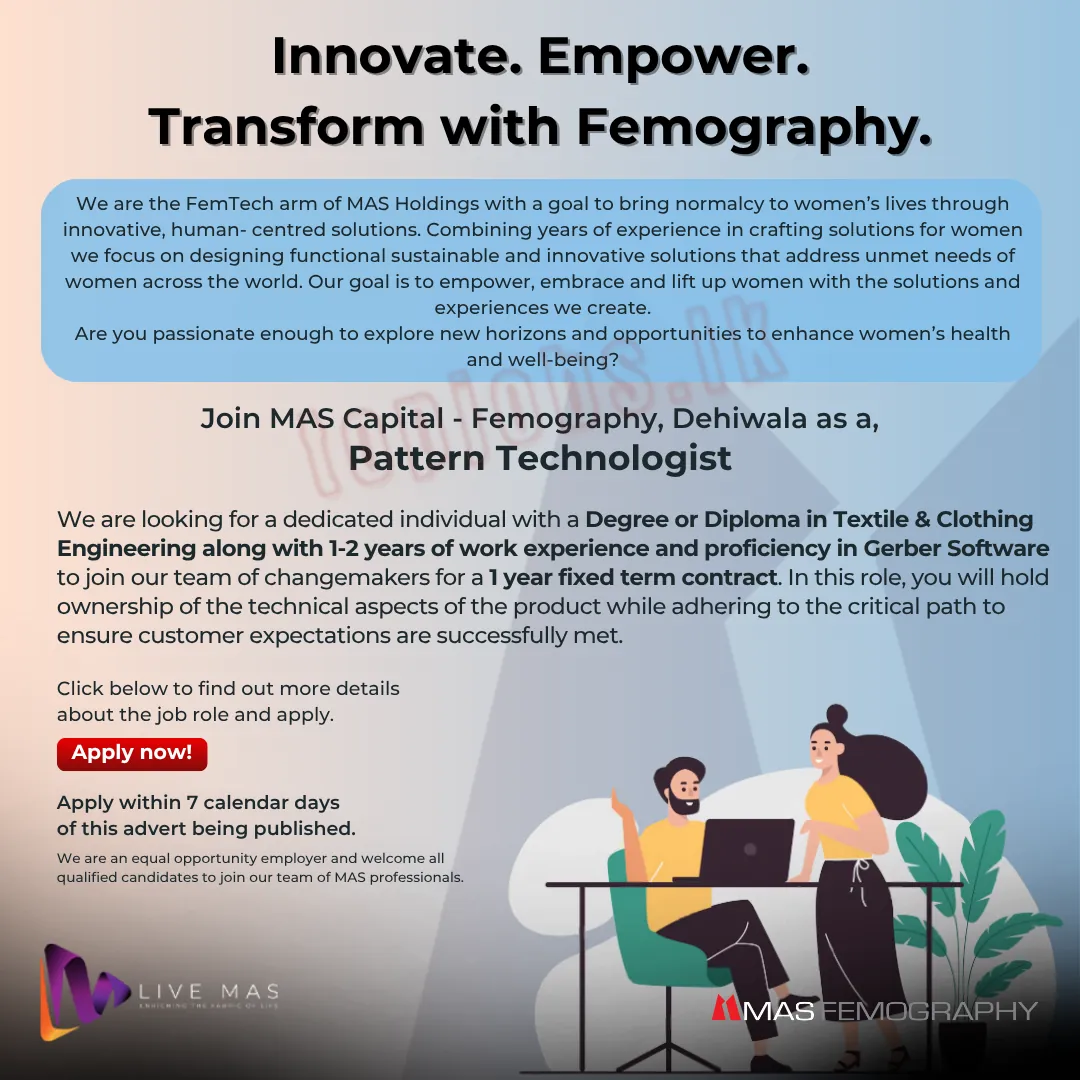 Innovate. Empower.
Transform with Femography.
We are the FemTech arm of MAS Holdings with a goal to bring normalcy to women's lives through
innovative, human- centred solutions. Combining years of experience in crafting solutions for women
we focus on designing functional sustainable and innovative solutions that address unmet needs of
women across the world. Our goal is to empower, embrace and lift up women with the solutions and
experiences we create.
Are you passionate enough to explore new horizons and opportunities to enhance women's health
and well-being?
topjobs.lk
Join MAS Capital - Femography, Dehiwala as a,
Pattern Technologist
We are looking for a dedicated individual with a Degree or Diploma in Textile & Clothing
Engineering along with 1-2 years of work experience and proficiency in Gerber Software
to join our team of changemakers for a 1 year fixed term contract. In this role, you will hold
ownership of the technical aspects of the product while adhering to the critical path to
ensure customer expectations are successfully met.
Click below to find out more details
about the job role and apply.
Apply now!
Apply within 7 calendar days
of this advert being published.
We are an equal opportunity employer and welcome all
qualified candidates to join our team of MAS professionals.
LIVE MAS
ENRICHING THE FABRIC OF LIFE
MAS FEMOGRAPHY